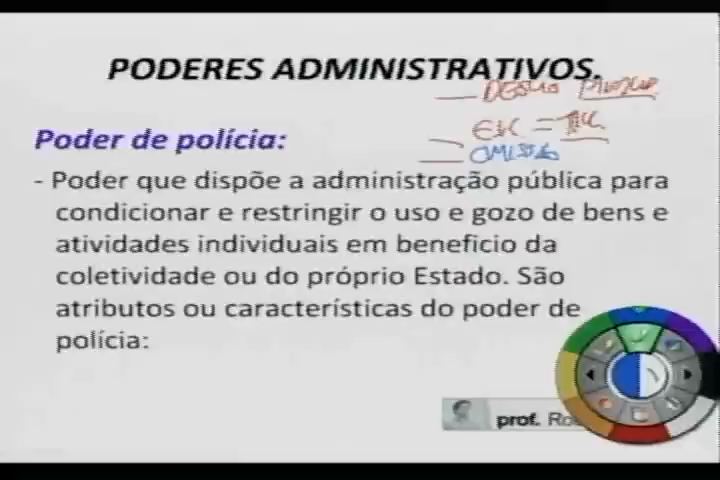 PODERES ADMINISTRATIVOS.
Poder de polícia:
- Poder que dispõe a administração pública para
condicionar e restringir o uso e gozo de bens e
atividades individuais em benefício da
coletividade ou do próprio Estado. São
atributos ou características do poder de
polícia:
prof.